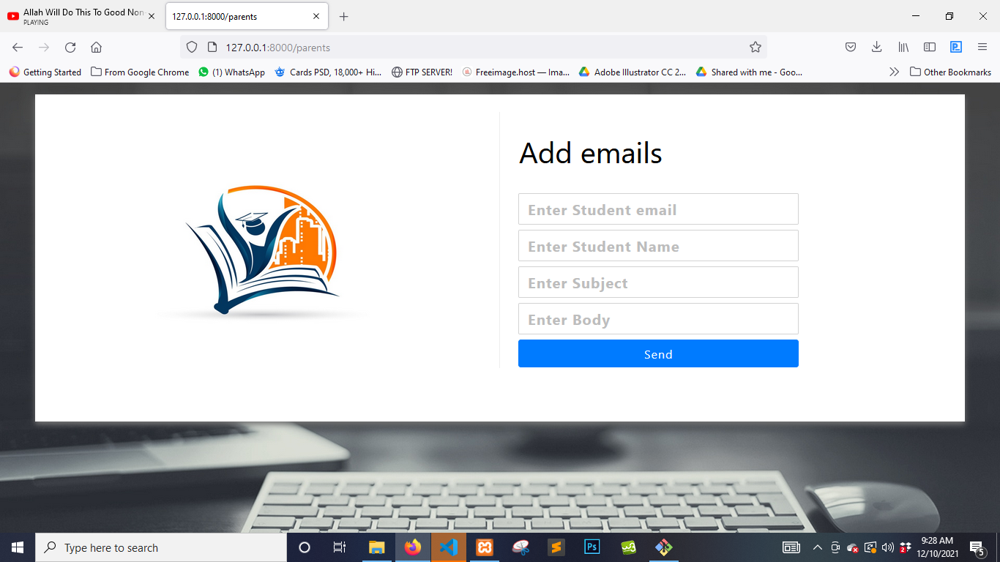 Allah Will Do This To Good Non-
PLAYING
127.0.0.1:8000/parents
127.0.0.1:8000/parents
Getting Started
From Google Chrome
(1) WhatsApp
Cards PSD, 18,000+ Hi...
FTP SERVER!
Freeimage.host — Ima...
Adobe Illustrator CC 2...
Shared with me - Goo...
Other Bookmarks
Add emails
Enter Student email
Enter Student Name
Enter Subject
Enter Body
Send
Type here to search
Ps
2
9:28 AM
12/10/2021
5